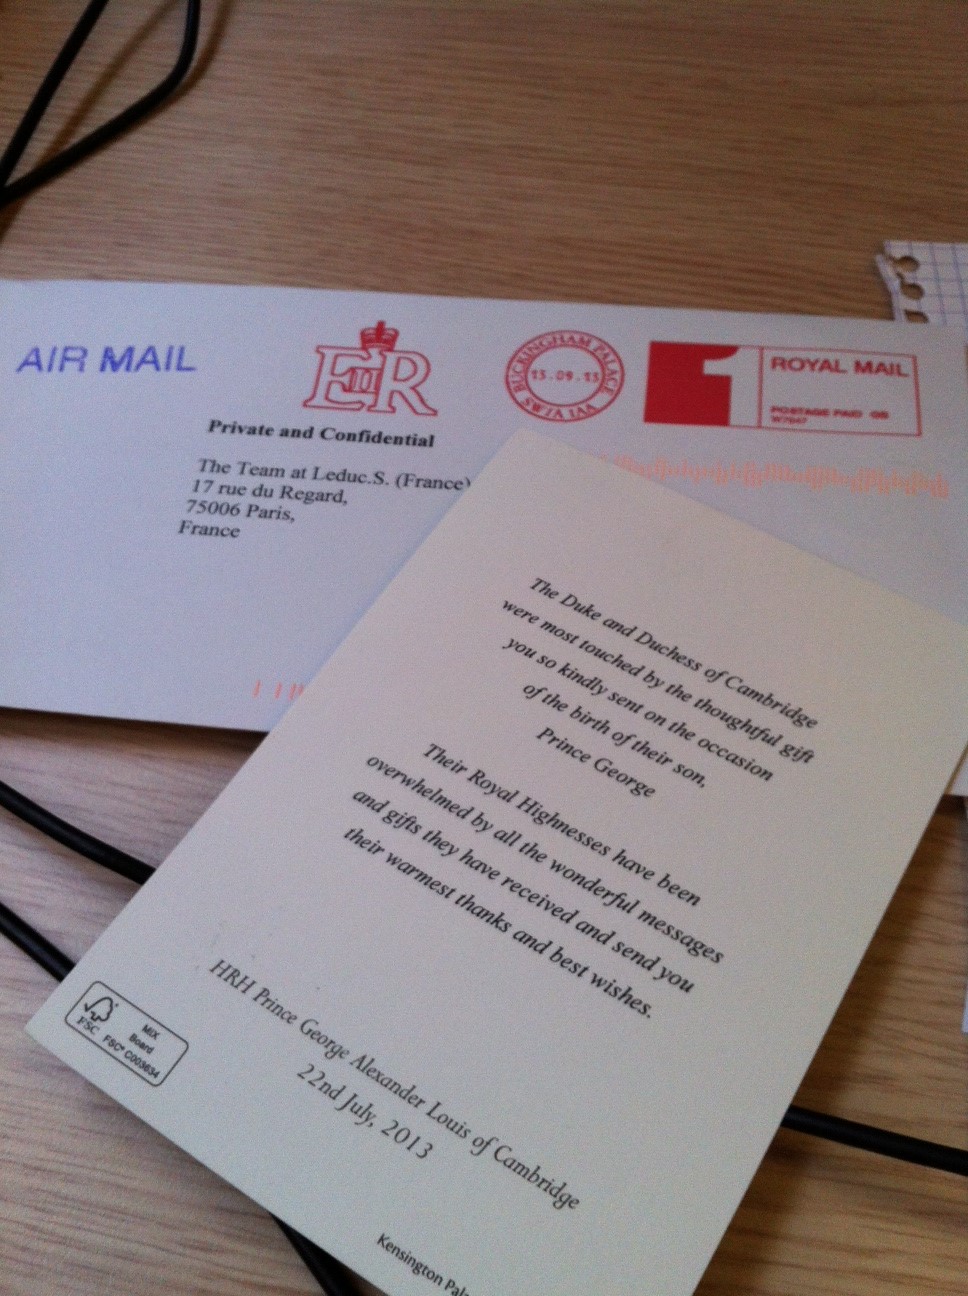 AIR MAIL
EIIR
BUCKINGHAM PALACE
13.09.13
SW1A 1AA
1
ROYAL MAIL
POSTAGE PAID GB
Private and Confidential
The Team at Leduc.S. (France)
17 rue du Regard,
75006 Paris,
France
The Duke and Duchess of Cambridge
were most touched by the thoughtful gift
you so kindly sent on the occasion
of the birth of their son,
Prince George
Their Royal Highnesses have been
overwhelmed by all the wonderful messages
and gifts they have received and send you
their warmest thanks and best wishes.
HRH Prince George Alexander Louis of Cambridge
22nd July, 2013
FSC
MIX
Board
FSC® C003634
Kensington